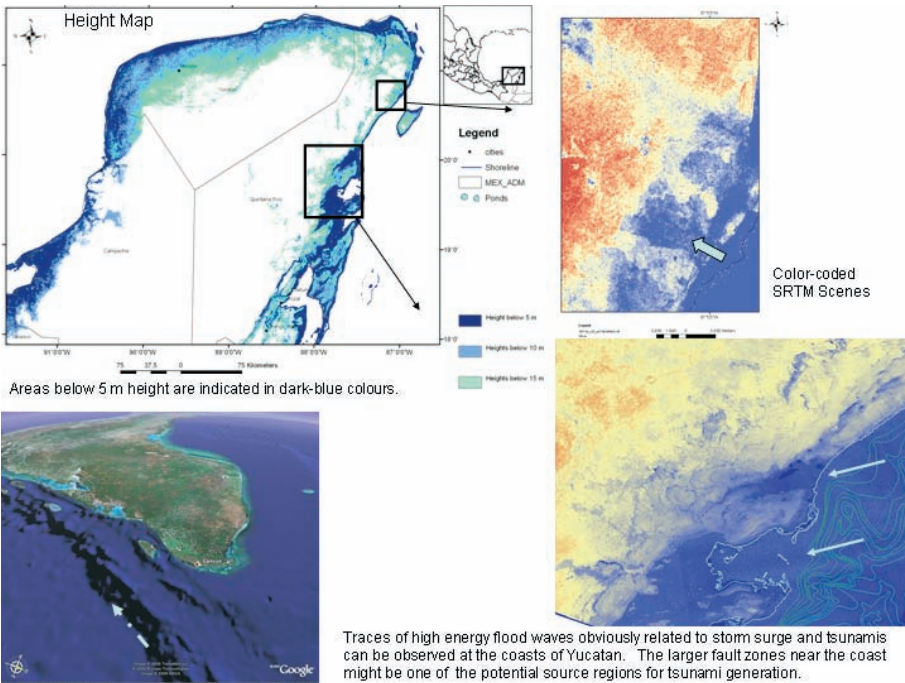 Height Map
Legend
cities
Shoreline
MEX_ADM
Ponds
20°0'
Quintana Roo
Campeche
19°0'
18°0'
Height below 5 m
Heights below 10 m
Heights below 15 m
91°0'0"W
90°0'0"W
89°0'0"W
88°0'0"W
87°0'0"W
75 37.5 0 75 Kilometers
Areas below 5 m height are indicated in dark-blue colours.
Color-coded
SRTM Scenes
Cancun
Google
Traces of high energy flood waves obviously related to storm surge and tsunamis
can be observed at the coasts of Yucatan. The larger fault zones near the coast
might be one of the potential source regions for tsunami generation.